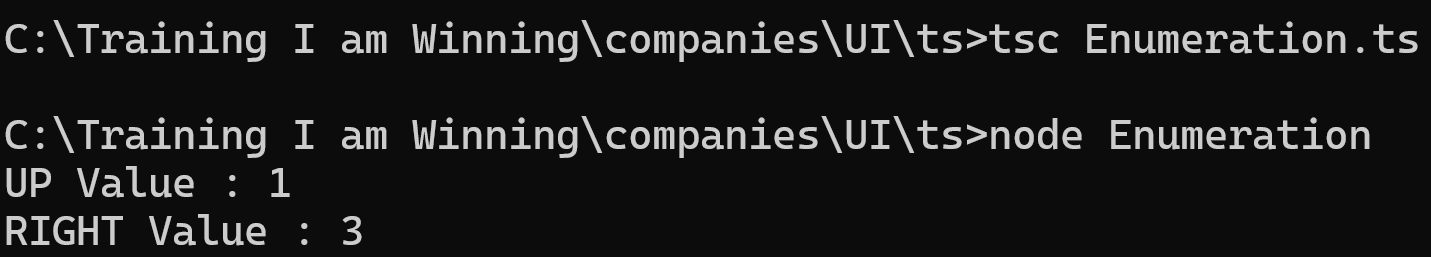 C:\Training I am Winning\companies\UI\ts>tsc Enumeration.ts
C:\Training I am Winning\companies\UI\ts>node Enumeration
UP Value : 1
RIGHT Value : 3